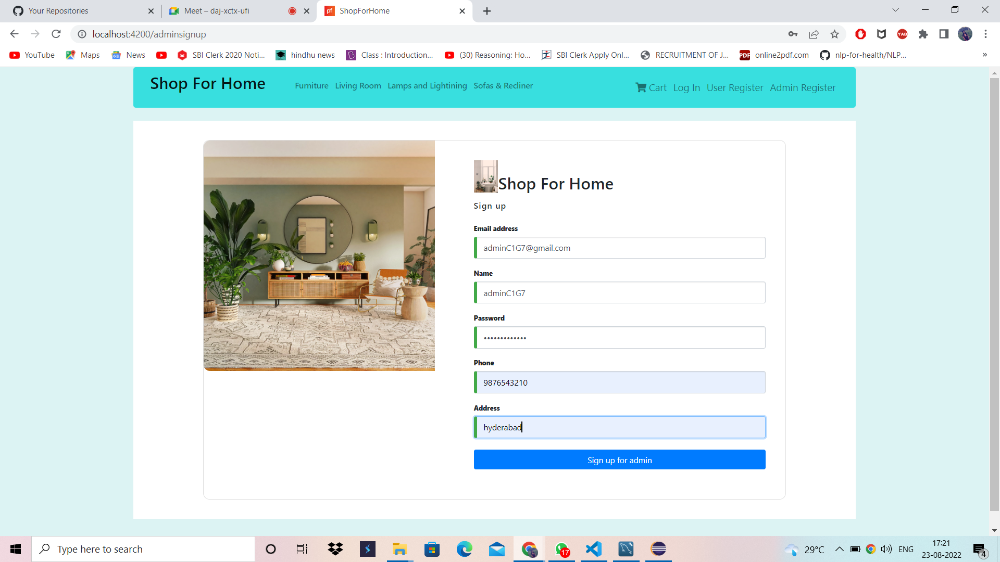 Your Repositories
Meet – daj-xctx-ufi
ShopForHome
localhost:4200/adminsignup
YAB
YouTube
Maps
News
SBI Clerk 2020 Noti...
hindhu news
Class : Introduction...
(30) Reasoning: Ho...
SBI Clerk Apply Onl...
RECRUITMENT OF J...
PDF
online2pdf.com
nlp-for-health/NLP...
»
Shop For Home
Furniture
Living Room
Lamps and Lightining
Sofas & Recliner
Cart
Log In
User Register
Admin Register
Shop For Home
Sign up
Email address
adminC1G7@gmail.com
Name
adminC1G7
Password
•••••••••••••
Phone
9876543210
Address
hyderabad
Sign up for admin
Type here to search
17
29°C
ENG
17:21
23-08-2022
4